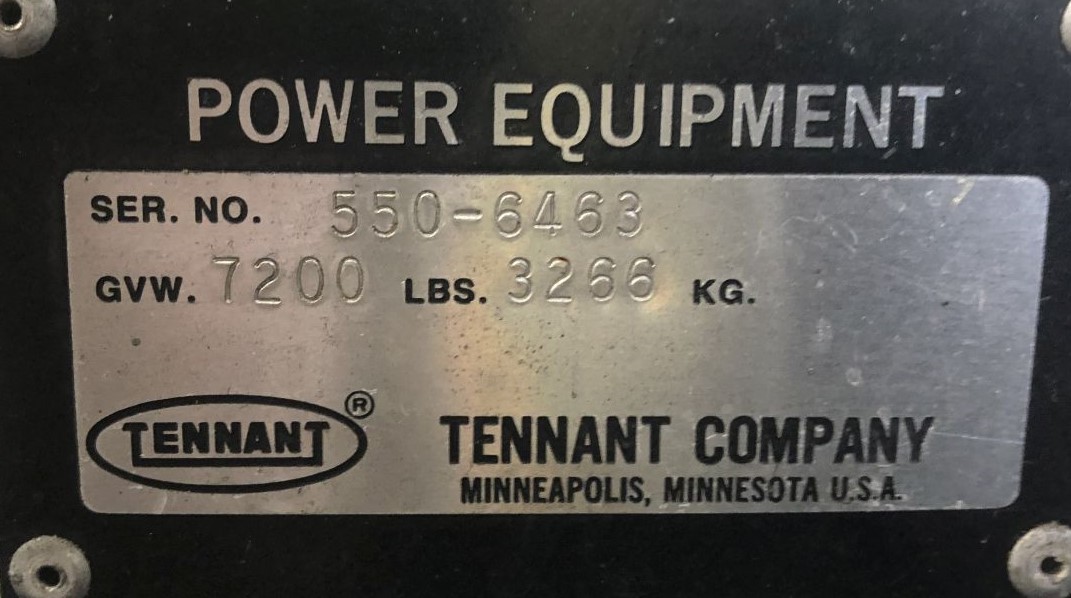 POWER EQUIPMENT
SER. NO. 550-6463
GVW. 7200 LBS. 3266 KG.
TENNANT ®
TENNANT COMPANY
MINNEAPOLIS, MINNESOTA U.S.A.